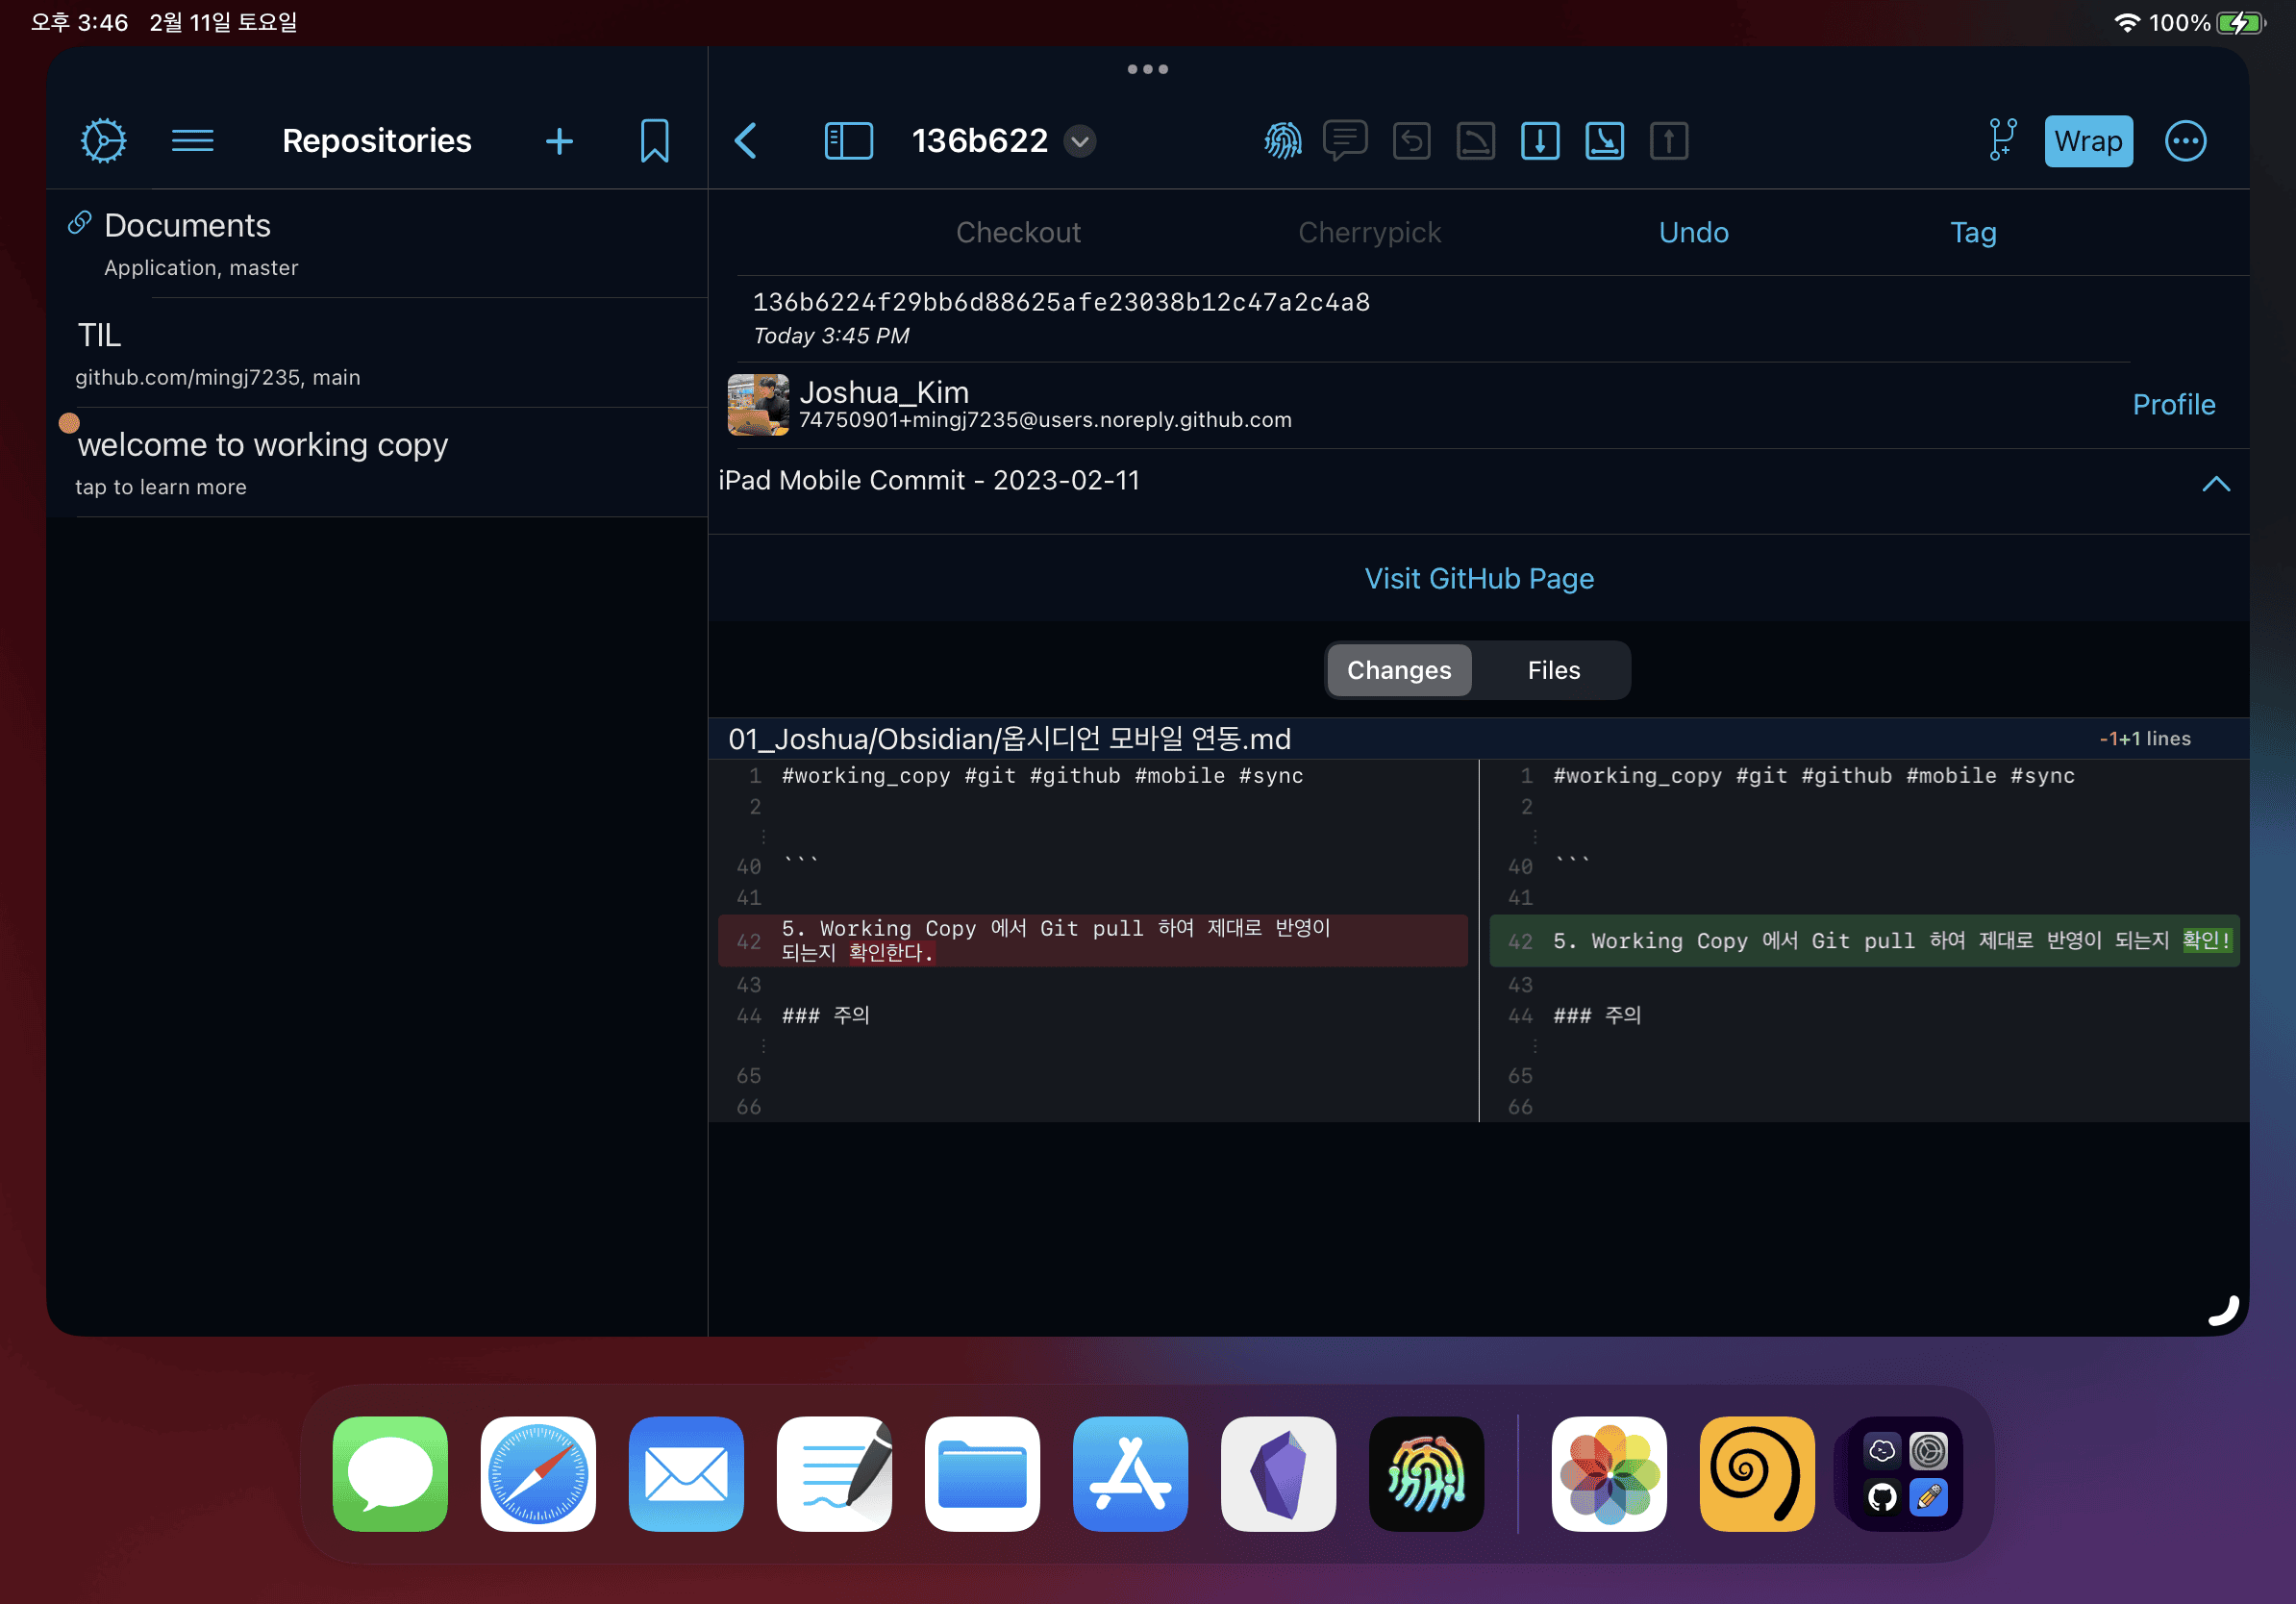 오후 3:46 2월 11일 토요일
100%
Repositories
136b622
Wrap
Documents
Application, master
TIL
github.com/mingj7235, main
welcome to working copy
tap to learn more
Checkout Cherrypick Undo Tag
136b6224f29bb6d88625afe23038b12c47a2c4a8
Today 3:45 PM
Joshua_Kim
74750901+mingj7235@users.noreply.github.com
Profile
iPad Mobile Commit - 2023-02-11
Visit GitHub Page
Changes Files
01_Joshua/Obsidian/옵시디언 모바일 연동.md
-1+1 lines
1 #working_copy #git #github #mobile #sync
2
40 ```
41
42 5. Working Copy 에서 Git pull 하여 제대로 반영이
되는지 확인한다.
43
44 ### 주의
65
66
1 #working_copy #git #github #mobile #sync
2
40 ```
41
42 5. Working Copy 에서 Git pull 하여 제대로 반영이 되는지 확인!
43
44 ### 주의
65
66